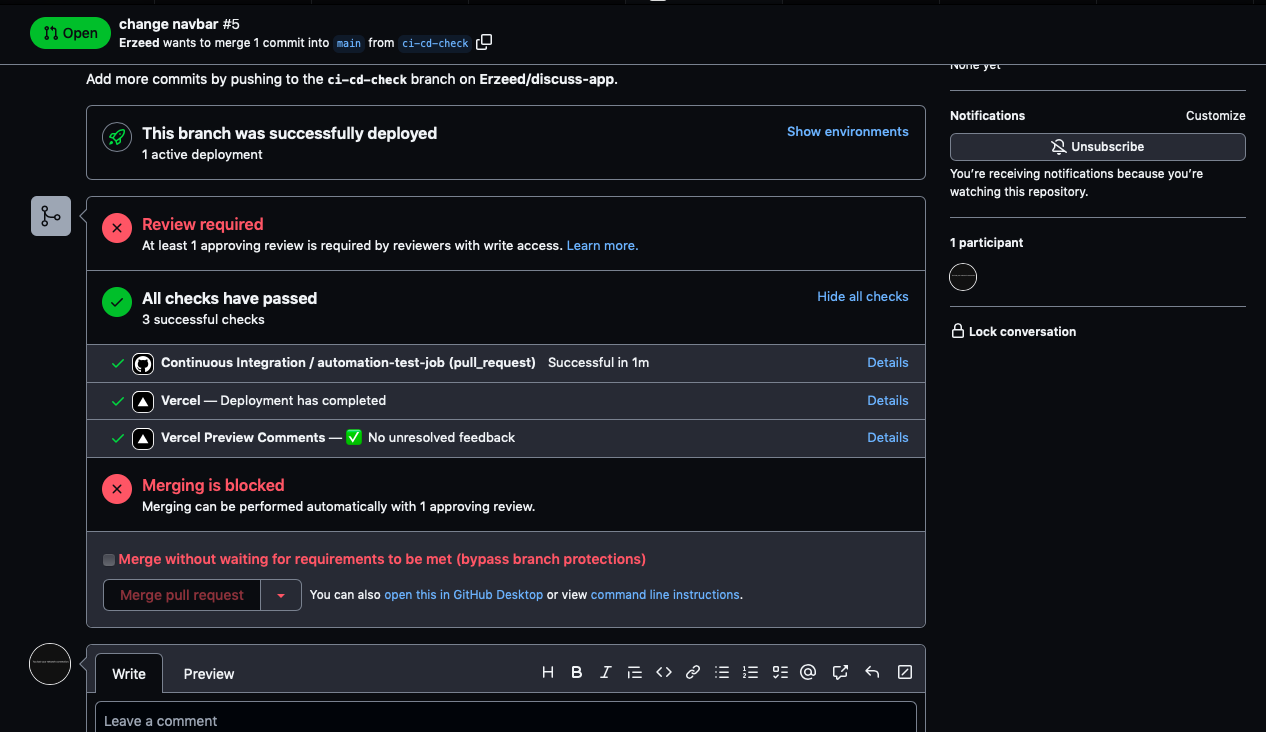 Open
change navbar #5
Erzeed wants to merge 1 commit into main from ci-cd-check
Add more commits by pushing to the ci-cd-check branch on Erzeed/discuss-app.
This branch was successfully deployed
1 active deployment
Show environments
Review required
At least 1 approving review is required by reviewers with write access. Learn more.
All checks have passed
3 successful checks
Hide all checks
Continuous Integration / automation-test-job (pull_request) Successful in 1m
Details
Vercel — Deployment has completed
Details
Vercel Preview Comments — ✅ No unresolved feedback
Details
Merging is blocked
Merging can be performed automatically with 1 approving review.
Merge without waiting for requirements to be met (bypass branch protections)
Merge pull request
You can also open this in GitHub Desktop or view command line instructions.
Write
Preview
Leave a comment
None yet
Notifications
Customize
Unsubscribe
You're receiving notifications because you're
watching this repository.
1 participant
Lock conversation